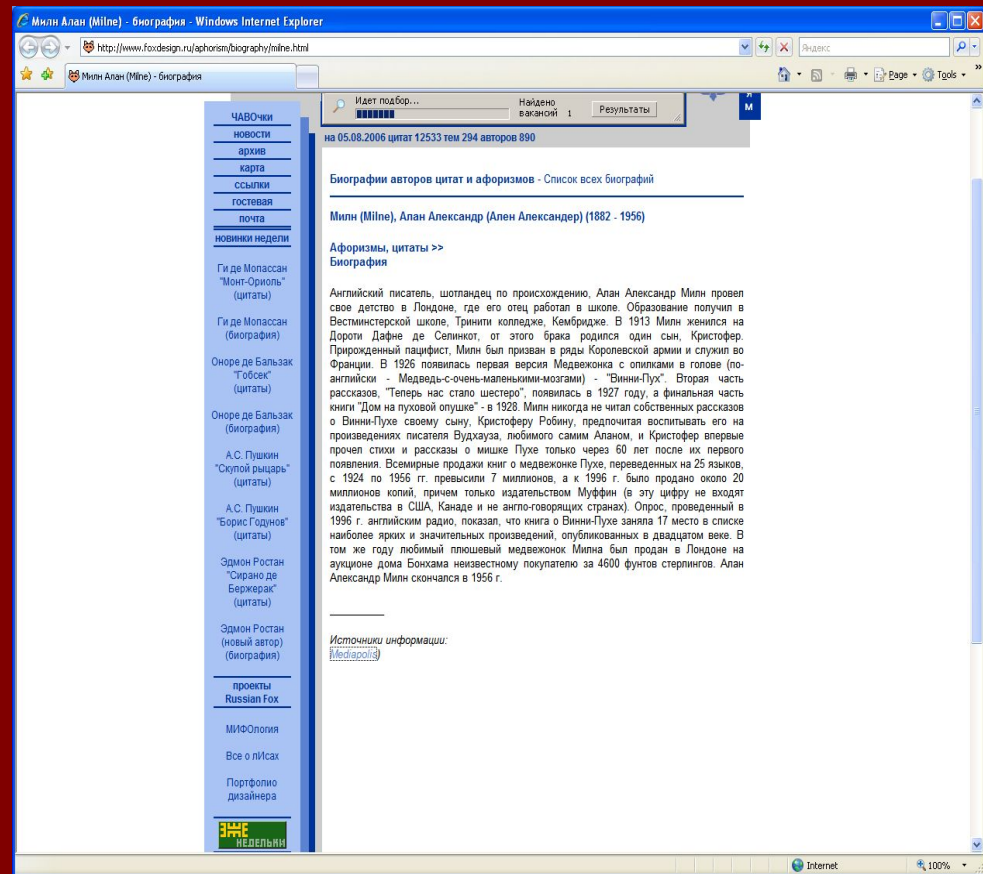 Милн Алан (Milne) - биография - Windows Internet Explorer
http://www.foxdesign.ru/aphorism/biography/milne.html
Яндекс
Милн Алан (Milne) - биография
Page
Tools
»
ЧАВОчки
новости
архив
карта
ссылки
гостевая
почта
новинки недели
Ги де Мопассан
"Монт-Ориоль"
(цитаты)
Ги де Мопассан
(биография)
Оноре де Бальзак
"Гобсек"
(цитаты)
Оноре де Бальзак
(биография)
А.С. Пушкин
"Скупой рыцарь"
(цитаты)
А.С. Пушкин
"Борис Годунов"
(цитаты)
Эдмон Ростан
"Сирано де
Бержерак"
(цитаты)
Эдмон Ростан
(новый автор)
(биография)
проекты
Russian Fox
МИФОлогия
Все о лИсах
Портфолио
дизайнера
ЭЖЕ
НЕДЕЛЬКИ
Идет подбор...
Найдено
вакансий 1
Результаты
М
на 05.08.2006 цитат 12533 тем 294 авторов 890
Биографии авторов цитат и афоризмов - Список всех биографий
Милн (Milne), Алан Александр (Ален Александер) (1882 - 1956)
Афоризмы, цитаты >>
Биография
Английский писатель, шотландец по происхождению, Алан Александр Милн провел
свое детство в Лондоне, где его отец работал в школе. Образование получил в
Вестминстерской школе, Тринити колледже, Кембридже. В 1913 Милн женился на
Дороти Дафне де Селинкот, от этого брака родился один сын, Кристофер.
Прирожденный пацифист, Милн был призван в ряды Королевской армии и служил во
Франции. В 1926 появилась первая версия Медвежонка с опилками в голове (по-
английски - Медведь-с-очень-маленькими-мозгами) - "Винни-Пух". Вторая часть
рассказов, "Теперь нас стало шестеро", появилась в 1927 году, а финальная часть
книги "Дом на пуховой опушке" - в 1928. Милн никогда не читал собственных рассказов
о Винни-Пухе своему сыну, Кристоферу Робину, предпочитая воспитывать его на
произведениях писателя Вудхауза, любимого самим Аланом, и Кристофер впервые
прочел стихи и рассказы о мишке Пухе только через 60 лет после их первого
появления. Всемирные продажи книг о медвежонке Пухе, переведенных на 25 языков,
с 1924 по 1956 гг. превысили 7 миллионов, а к 1996 г. было продано около 20
миллионов копий, причем только издательством Муффин (в эту цифру не входят
издательства в США, Канаде и не англо-говорящих странах). Опрос, проведенный в
1996 г. английским радио, показал, что книга о Винни-Пухе заняла 17 место в списке
наиболее ярких и значительных произведений, опубликованных в двадцатом веке. В
том же году любимый плюшевый медвежонок Милна был продан в Лондоне на
аукционе дома Бонхама неизвестному покупателю за 4600 фунтов стерлингов. Алан
Александр Милн скончался в 1956 г.
Источники информации:
Mediapolis)
Internet
100%